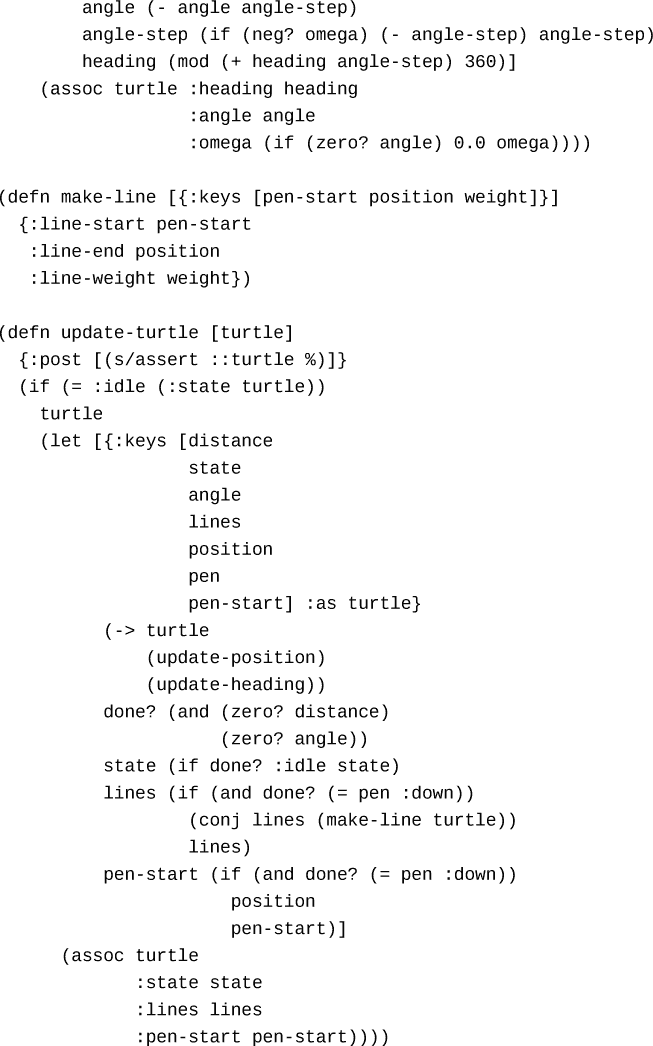 angle (- angle angle-step)
        angle-step (if (neg? omega) (- angle-step) angle-step)
        heading (mod (+ heading angle-step) 360)]
    (assoc turtle :heading heading
                  :angle angle
                  :omega (if (zero? angle) 0.0 omega))))

(defn make-line [{:keys [pen-start position weight]}]
  {:line-start pen-start
   :line-end position
   :line-weight weight})

(defn update-turtle [turtle]
  {:post [(s/assert ::turtle %)]}
  (if (= :idle (:state turtle))
    turtle
    (let [{:keys [distance
                  state
                  angle
                  lines
                  position
                  pen
                  pen-start] :as turtle}
          (-> turtle
              (update-position)
              (update-heading))
          done? (and (zero? distance)
                     (zero? angle))
          state (if done? :idle state)
          lines (if (and done? (= pen :down))
                  (conj lines (make-line turtle))
                  lines)
          pen-start (if (and done? (= pen :down))
                      position
                      pen-start)]
      (assoc turtle
             :state state
             :lines lines
             :pen-start pen-start))))